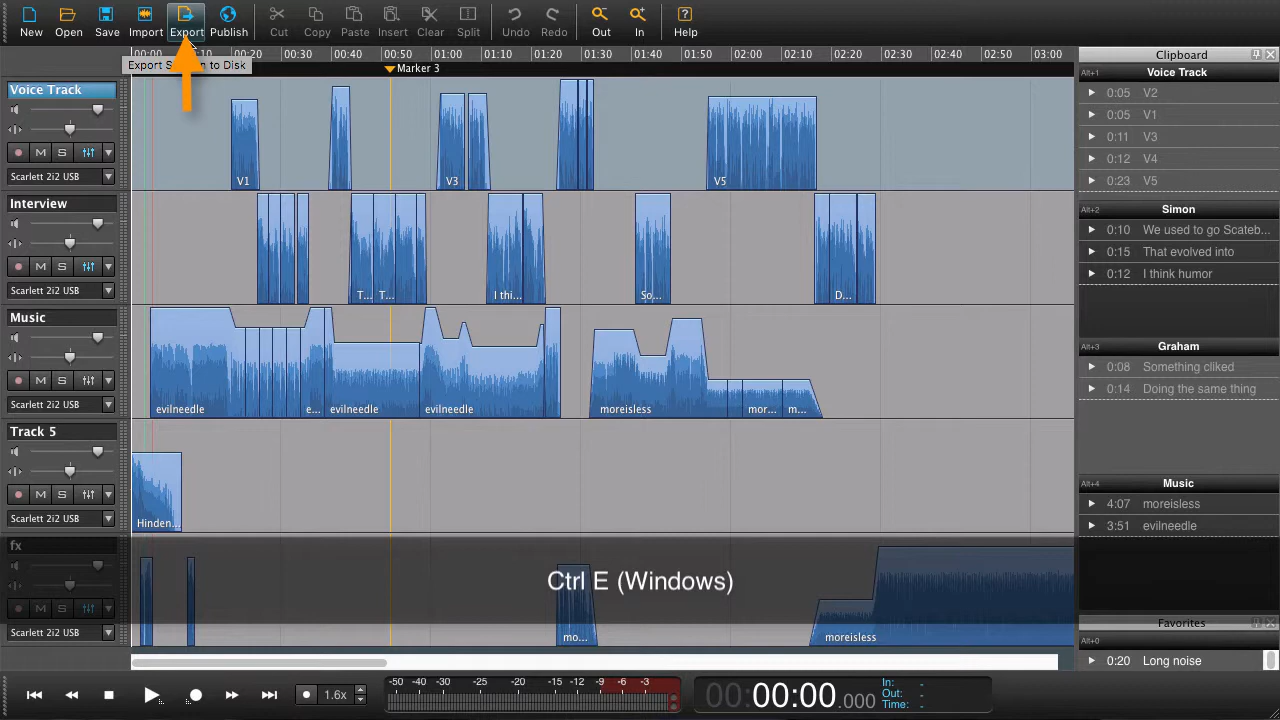 New Open Save Import Export Publish Cut Copy Paste Insert Clear Split Undo Redo Out In Help
00:20 00:30 00:40 00:50 01:00 01:10 01:20 01:30 01:40 01:50 02:00 02:10 02:20 02:30 02:40 02:50 03:00
Marker 3
Voice Track
M S
Scarlett 2i2 USB
V1
V3
V5
Interview
M S
Scarlett 2i2 USB
T... T...
I thi...
So...
D...
Music
M S
Scarlett 2i2 USB
evilneedle
e...
evilneedle
evilneedle
moreisless
mor...
m...
Track 5
M S
Scarlett 2i2 USB
Hinden...
fx
M S
Scarlett 2i2 USB
mo...
moreisless
Ctrl E (Windows)
Clipboard
Alt+1 Voice Track
0:05 V2
0:05 V1
0:11 V3
0:12 V4
0:23 V5
Alt+2 Simon
0:10 We used to go Scateb...
0:15 That evolved into
0:12 I think humor
Alt+3 Graham
0:08 Something cliked
0:14 Doing the same thing
Alt+4 Music
4:07 moreisless
3:51 evilneedle
Favorites
Alt+0
0:20 Long noise
1.6x
-50 -40 -30 -25 -20 -15 -12 -9 -6 -3
00:00:00.000
In: -
Out: -
Time: -